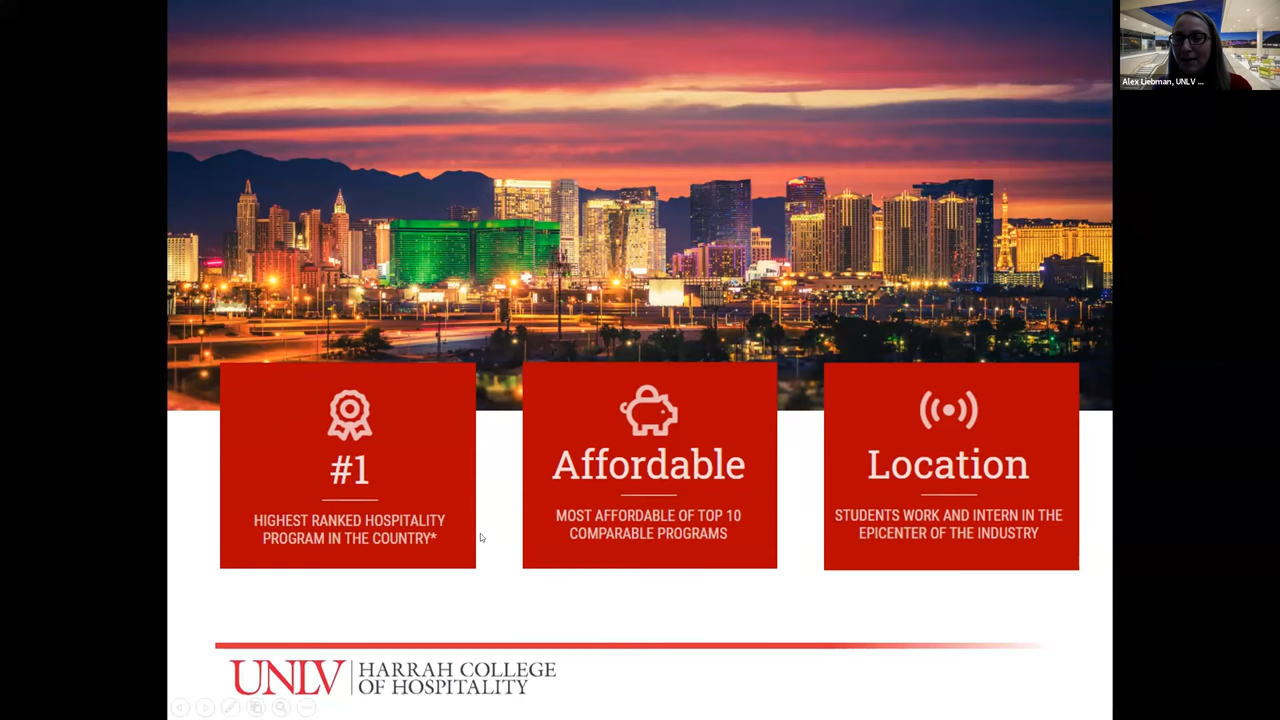 Alex Liebman, UNLV ...
#1
HIGHEST RANKED HOSPITALITY
PROGRAM IN THE COUNTRY*
Affordable
MOST AFFORDABLE OF TOP 10
COMPARABLE PROGRAMS
Location
STUDENTS WORK AND INTERN IN THE
EPICENTER OF THE INDUSTRY
UNLV
HARRAH COLLEGE
OF HOSPITALITY